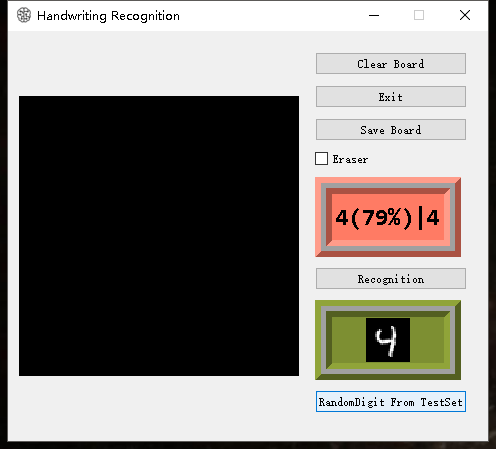 Handwriting Recognition
Clear Board
Exit
Save Board
Eraser
4(79%)|4
Recognition
4
RandomDigit From TestSet